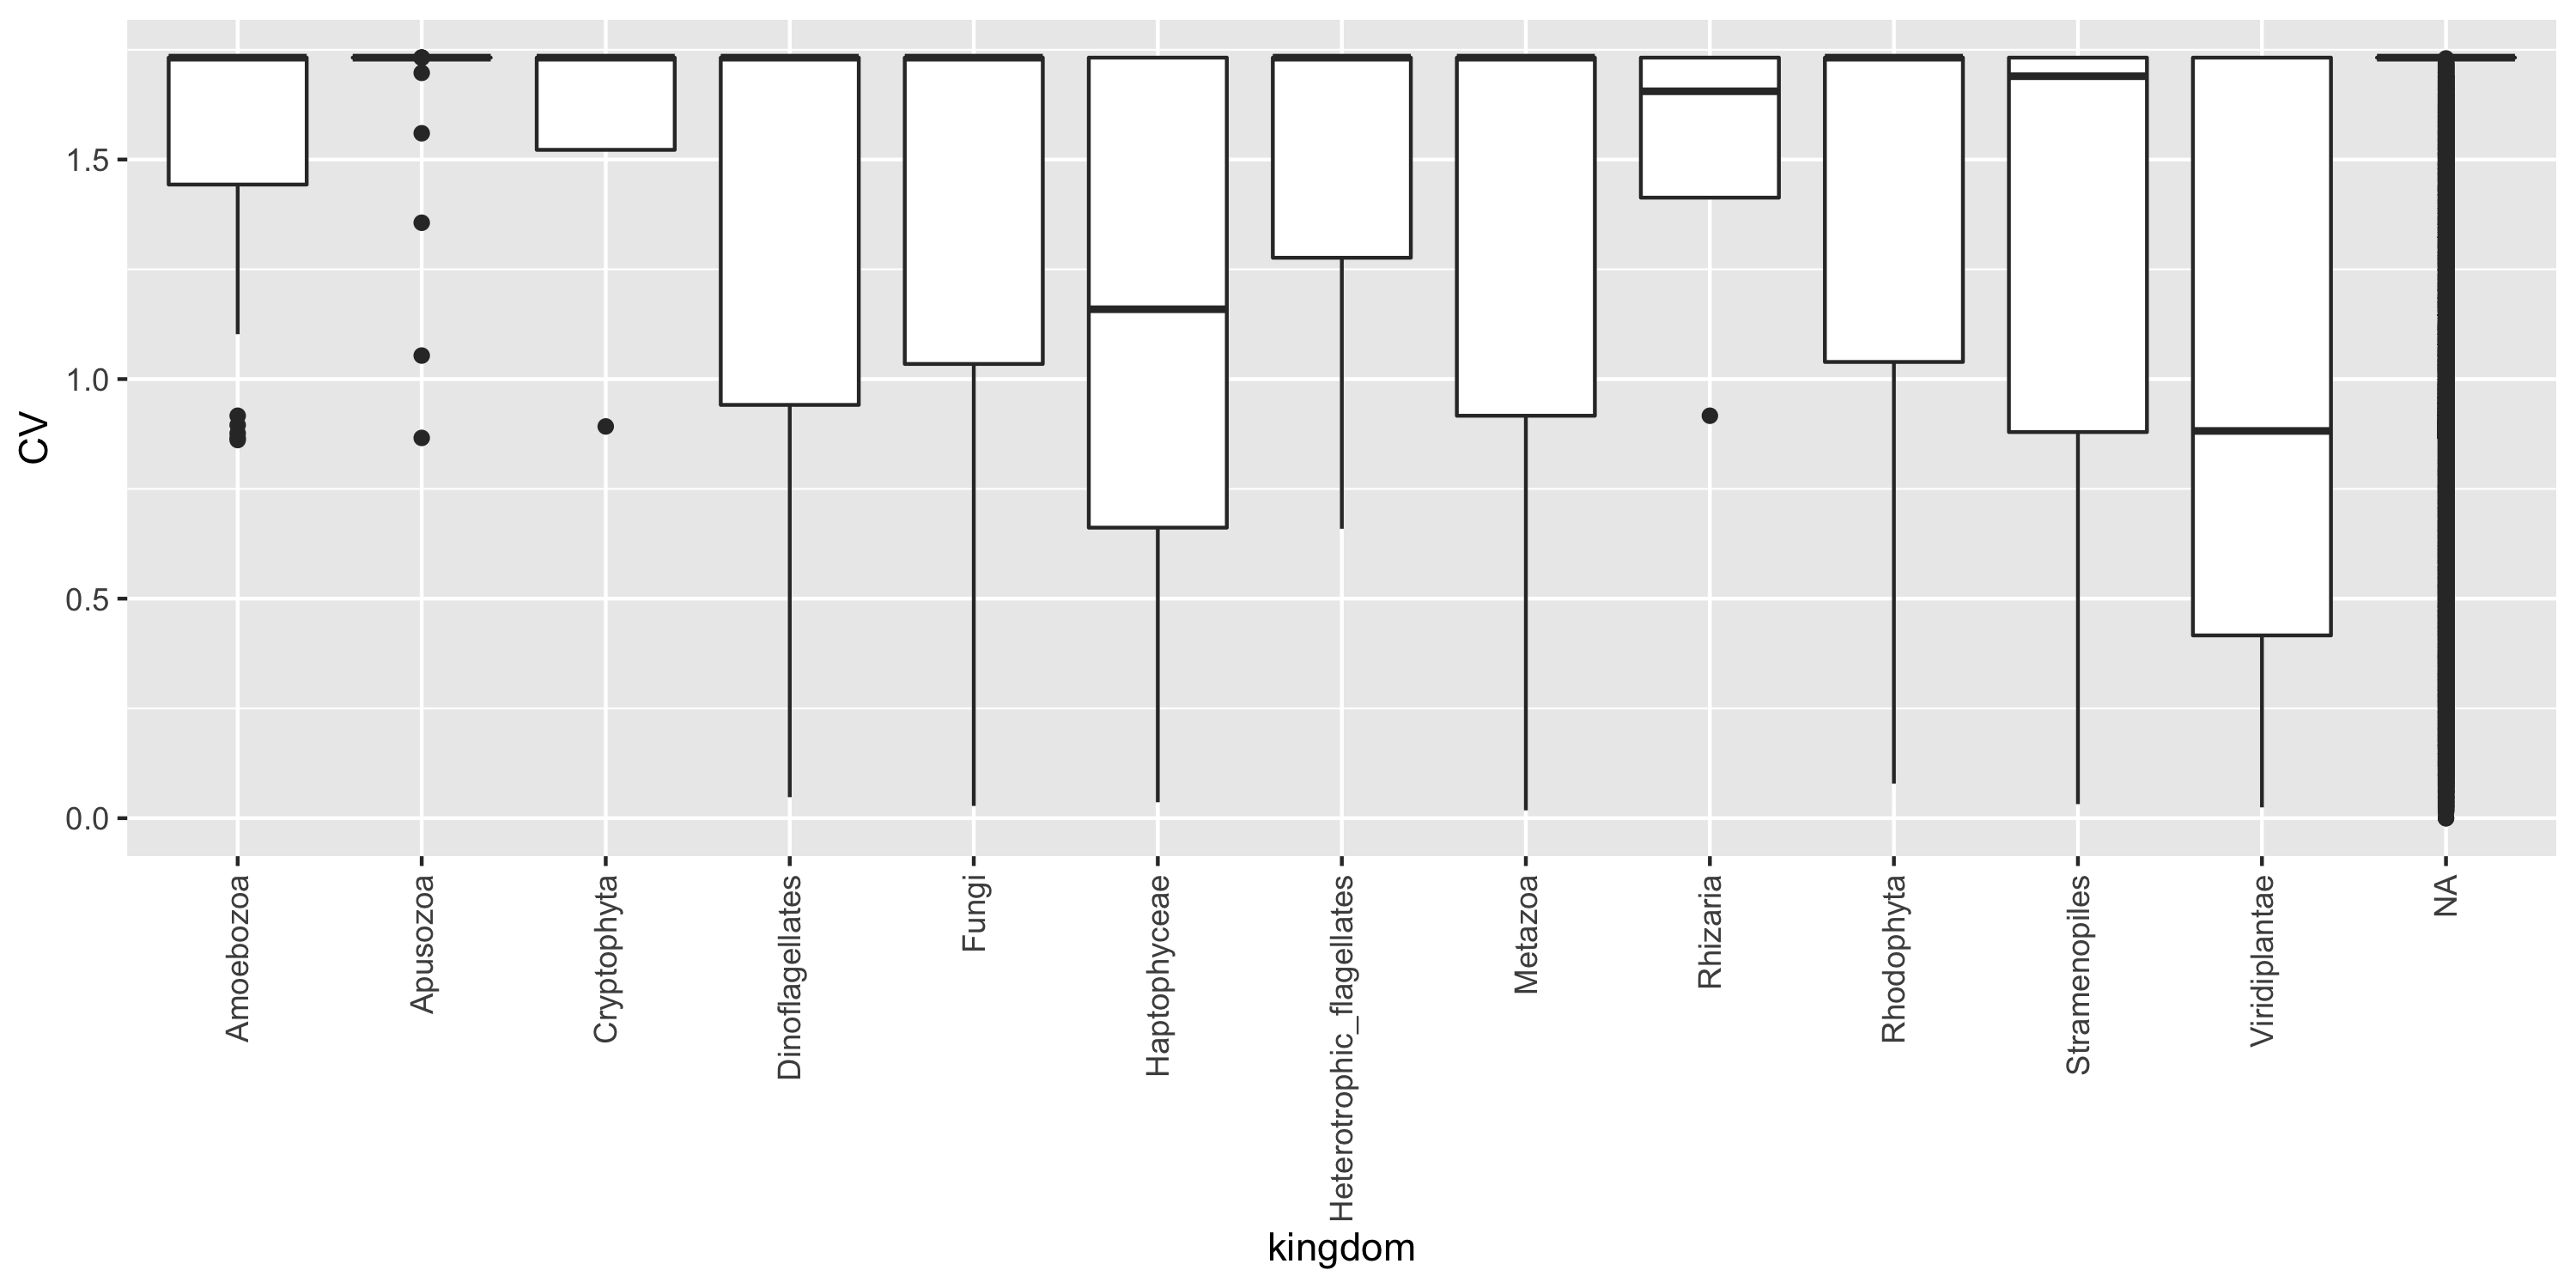 CV
1.5
1.0
0.5
0.0
Amoebozoa
Apusozoa
Cryptophyta
Dinoflagellates
Fungi
Haptophyceae
Heterotrophic_flagellates
Metazoa
Rhizaria
Rhodophyta
Stramenopiles
Viridiplantae
NA
kingdom